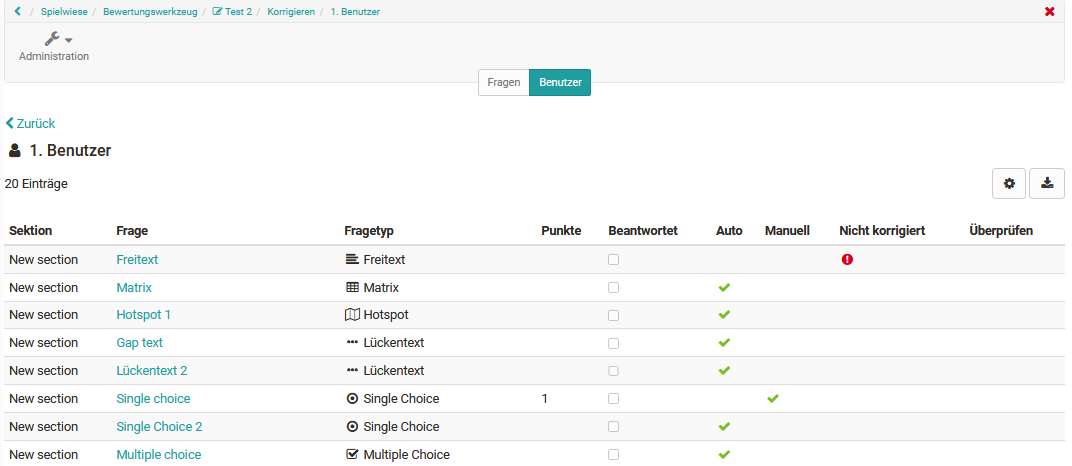 / Spielwiese / Bewertungswerkzeug / Test 2 / Korrigieren / 1. Benutzer
Administration
Fragen Benutzer
Zurück
1. Benutzer
20 Einträge
Sektion Frage Fragetyp Punkte Beantwortet Auto Manuell Nicht korrigiert Überprüfen
New section Freitext Freitext
New section Matrix Matrix
New section Hotspot 1 Hotspot
New section Gap text Lückentext
New section Lückentext 2 Lückentext
New section Single choice Single Choice 1
New section Single Choice 2 Single Choice
New section Multiple choice Multiple Choice